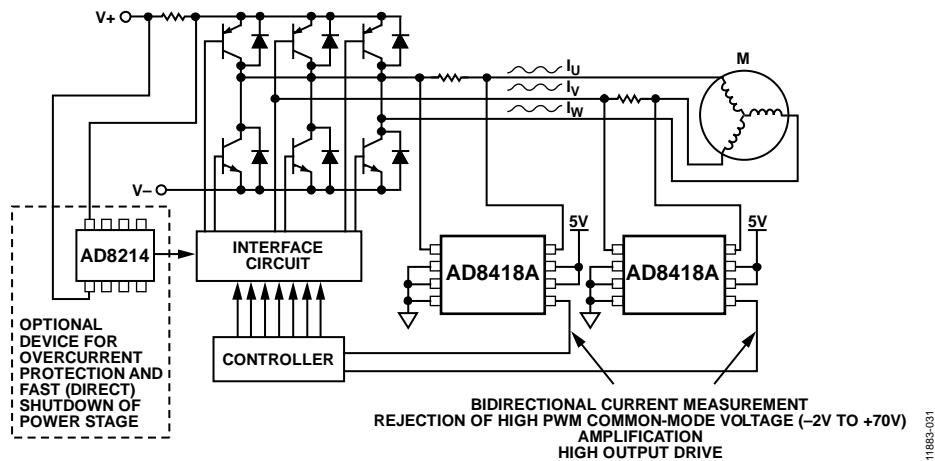 V+
I_U
I_V
I_W
M
V–
AD8214
INTERFACE
CIRCUIT
5V
5V
AD8418A
AD8418A
OPTIONAL
DEVICE FOR
OVERCURRENT
PROTECTION AND
FAST (DIRECT)
SHUTDOWN OF
POWER STAGE
CONTROLLER
BIDIRECTIONAL CURRENT MEASUREMENT
REJECTION OF HIGH PWM COMMON-MODE VOLTAGE (–2V TO +70V)
AMPLIFICATION
HIGH OUTPUT DRIVE
11883-031